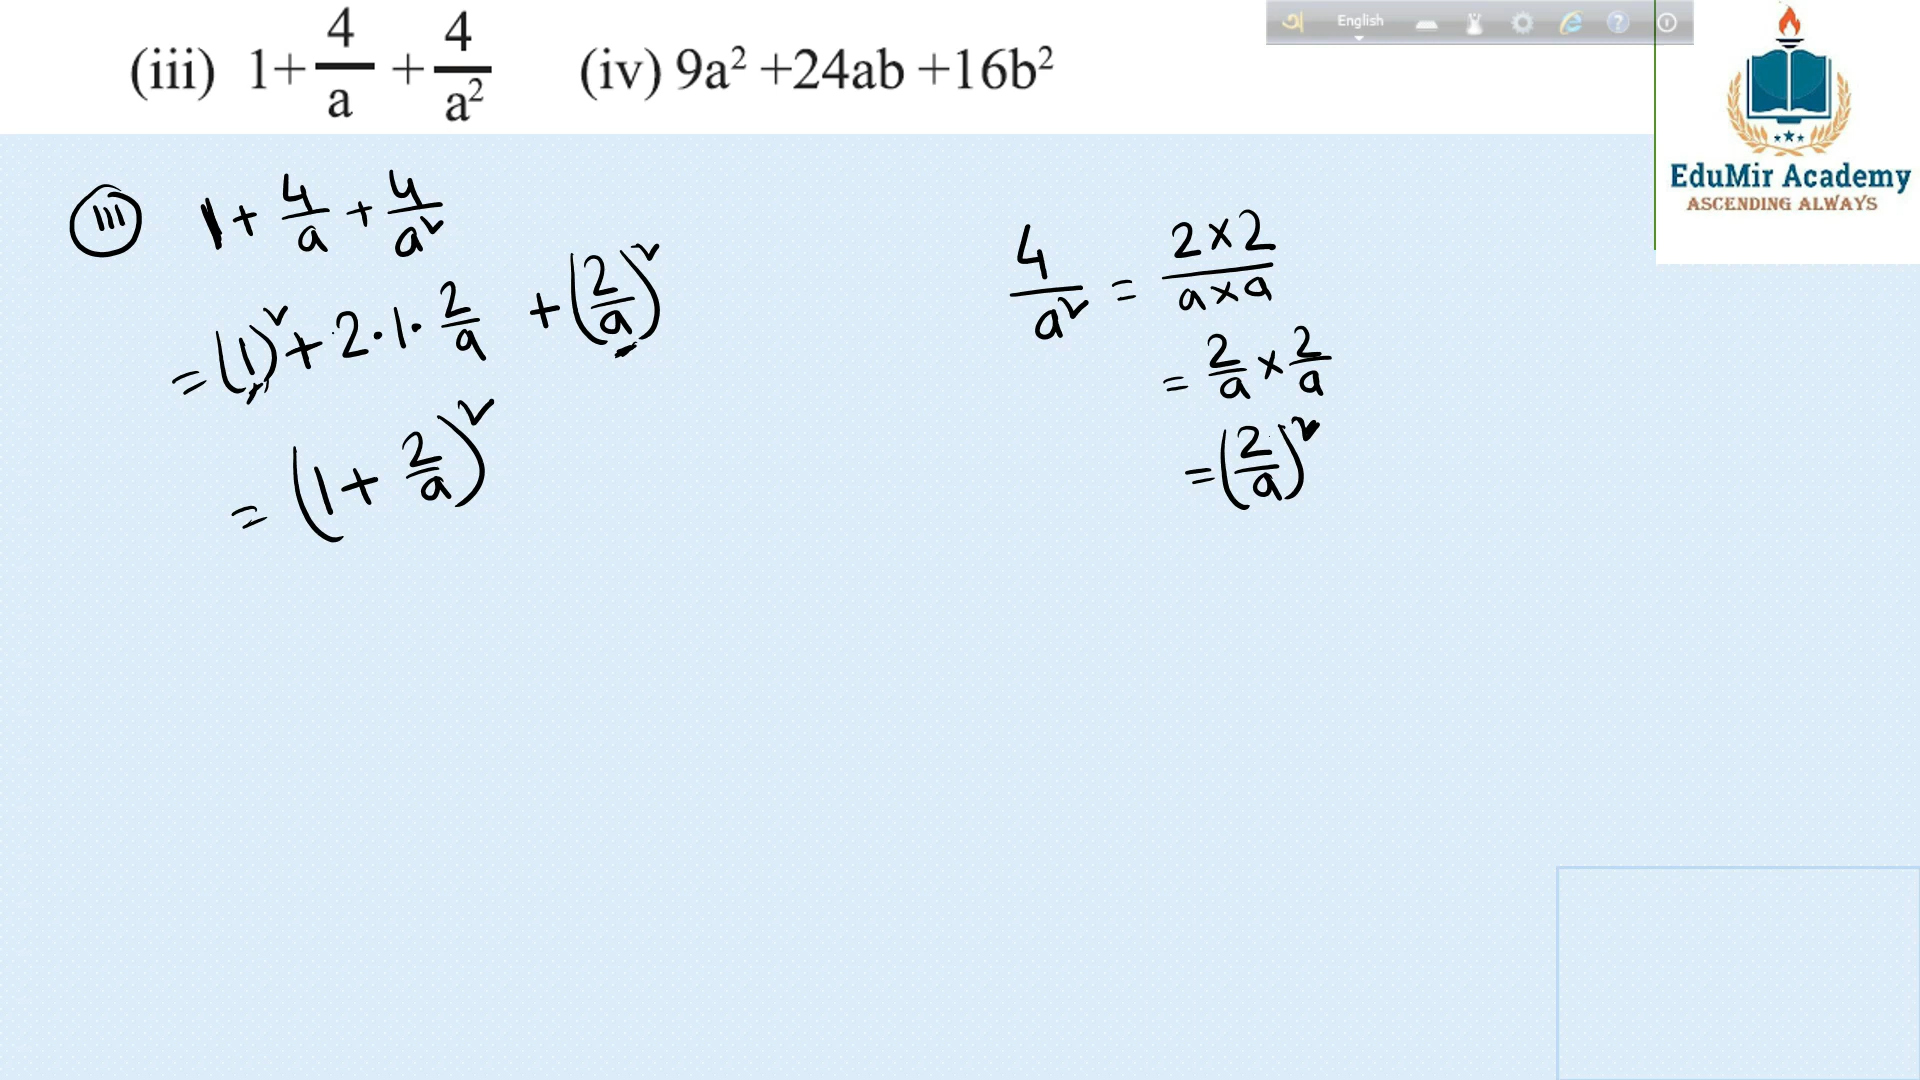 (iii) 1+ 4/a + 4/a² (iv) 9a² +24ab +16b²
English
EduMir Academy
ASCENDING ALWAYS
(iii) 1 + 4/a + 4/a²
= (1)² + 2·1·2/a + (2/a)²
= (1 + 2/a)²
4/a² = 2×2/a×a
= 2/a × 2/a
= (2/a)²